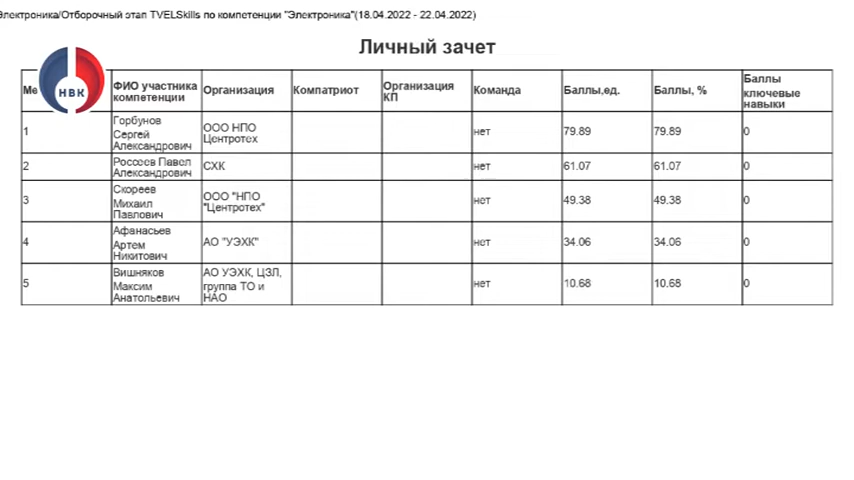 Электроника/Отборочный этап TVELSkills по компетенции "Электроника"(18.04.2022 - 22.04.2022)
Личный зачет
НВК
ФИО участника компетенции Организация Компатриот Организация КП Команда Баллы,ед. Баллы, % Баллы ключевые навыки
1 Горбунов Сергей Александрович ООО НПО Центротех нет 79.89 79.89 0
2 Россеев Павел Александрович СХК нет 61.07 61.07 0
3 Скореев Михаил Павлович ООО "НПО "Центротех" нет 49.38 49.38 0
4 Афанасьев Артем Никитович АО "УЭХК" нет 34.06 34.06 0
5 Вишняков Максим Анатольевич АО УЭХК, ЦЗЛ, группа ТО и НАО нет 10.68 10.68 0